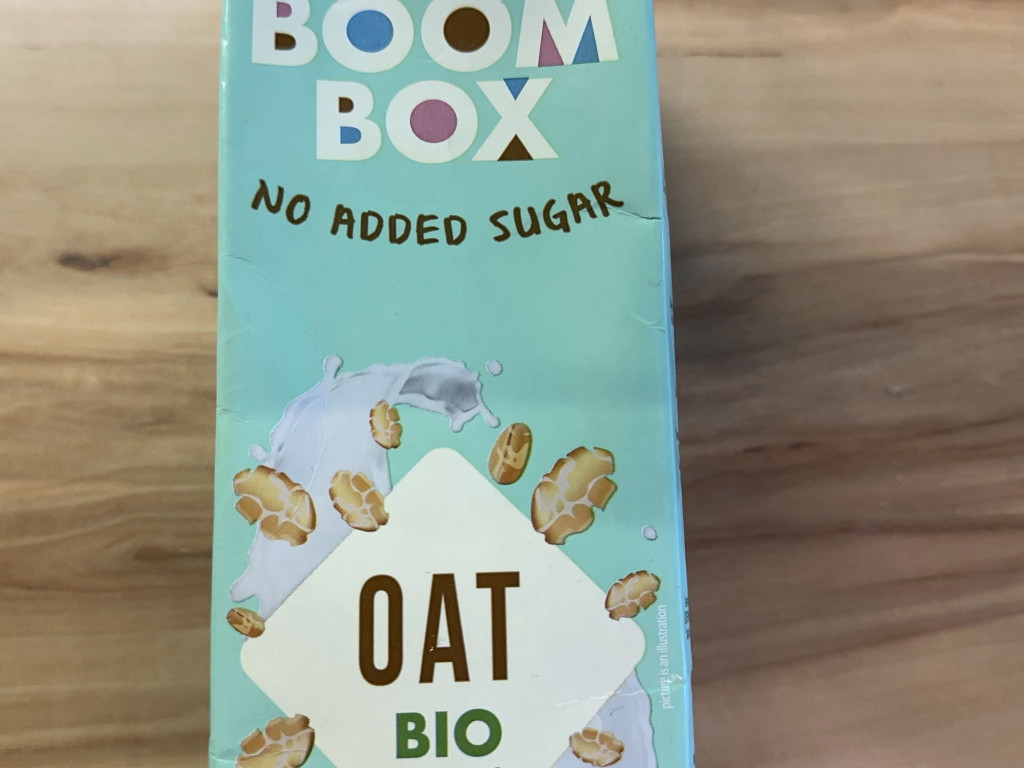 BOOM
BOX
NO ADDED SUGAR
OAT
BIO
picture is an illustration